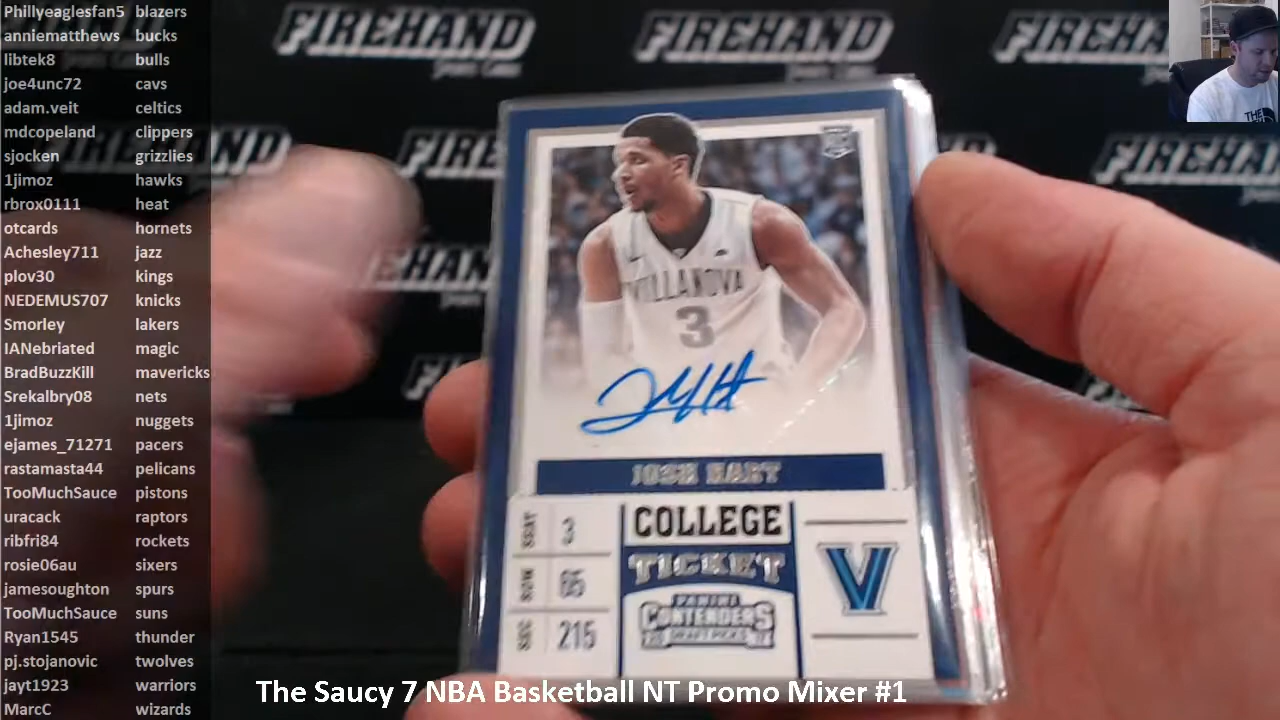 Phillyeaglesfan5 blazers
anniematthews bucks
libtek8 bulls
joe4unc72 cavs
adam.veit celtics
mdcopeland clippers
sjocken grizzlies
1jimoz hawks
rbrox0111 heat
otcards hornets
Achesley711 jazz
plov30 kings
NEDEMUS707 knicks
Smorley lakers
IANebriated magic
BradBuzzKill mavericks
Srekalbry08 nets
1jimoz nuggets
ejames_71271 pacers
rastamasta44 pelicans
TooMuchSauce pistons
uracack raptors
ribfri84 rockets
rosie06au sixers
jamesoughton spurs
TooMuchSauce suns
Ryan1545 thunder
pj.stojanovic twolves
jayt1923 warriors
MarcC wizards
FIREHAND FIREHAND FIREHAND
FIREHAND
VILLANOVA
3
JOSH HART
SEAT 3
ROW 65
SEC 215
COLLEGE
TICKET
PANINI
CONTENDERS
DRAFT PICKS
V
THE
The Saucy 7 NBA Basketball NT Promo Mixer #1